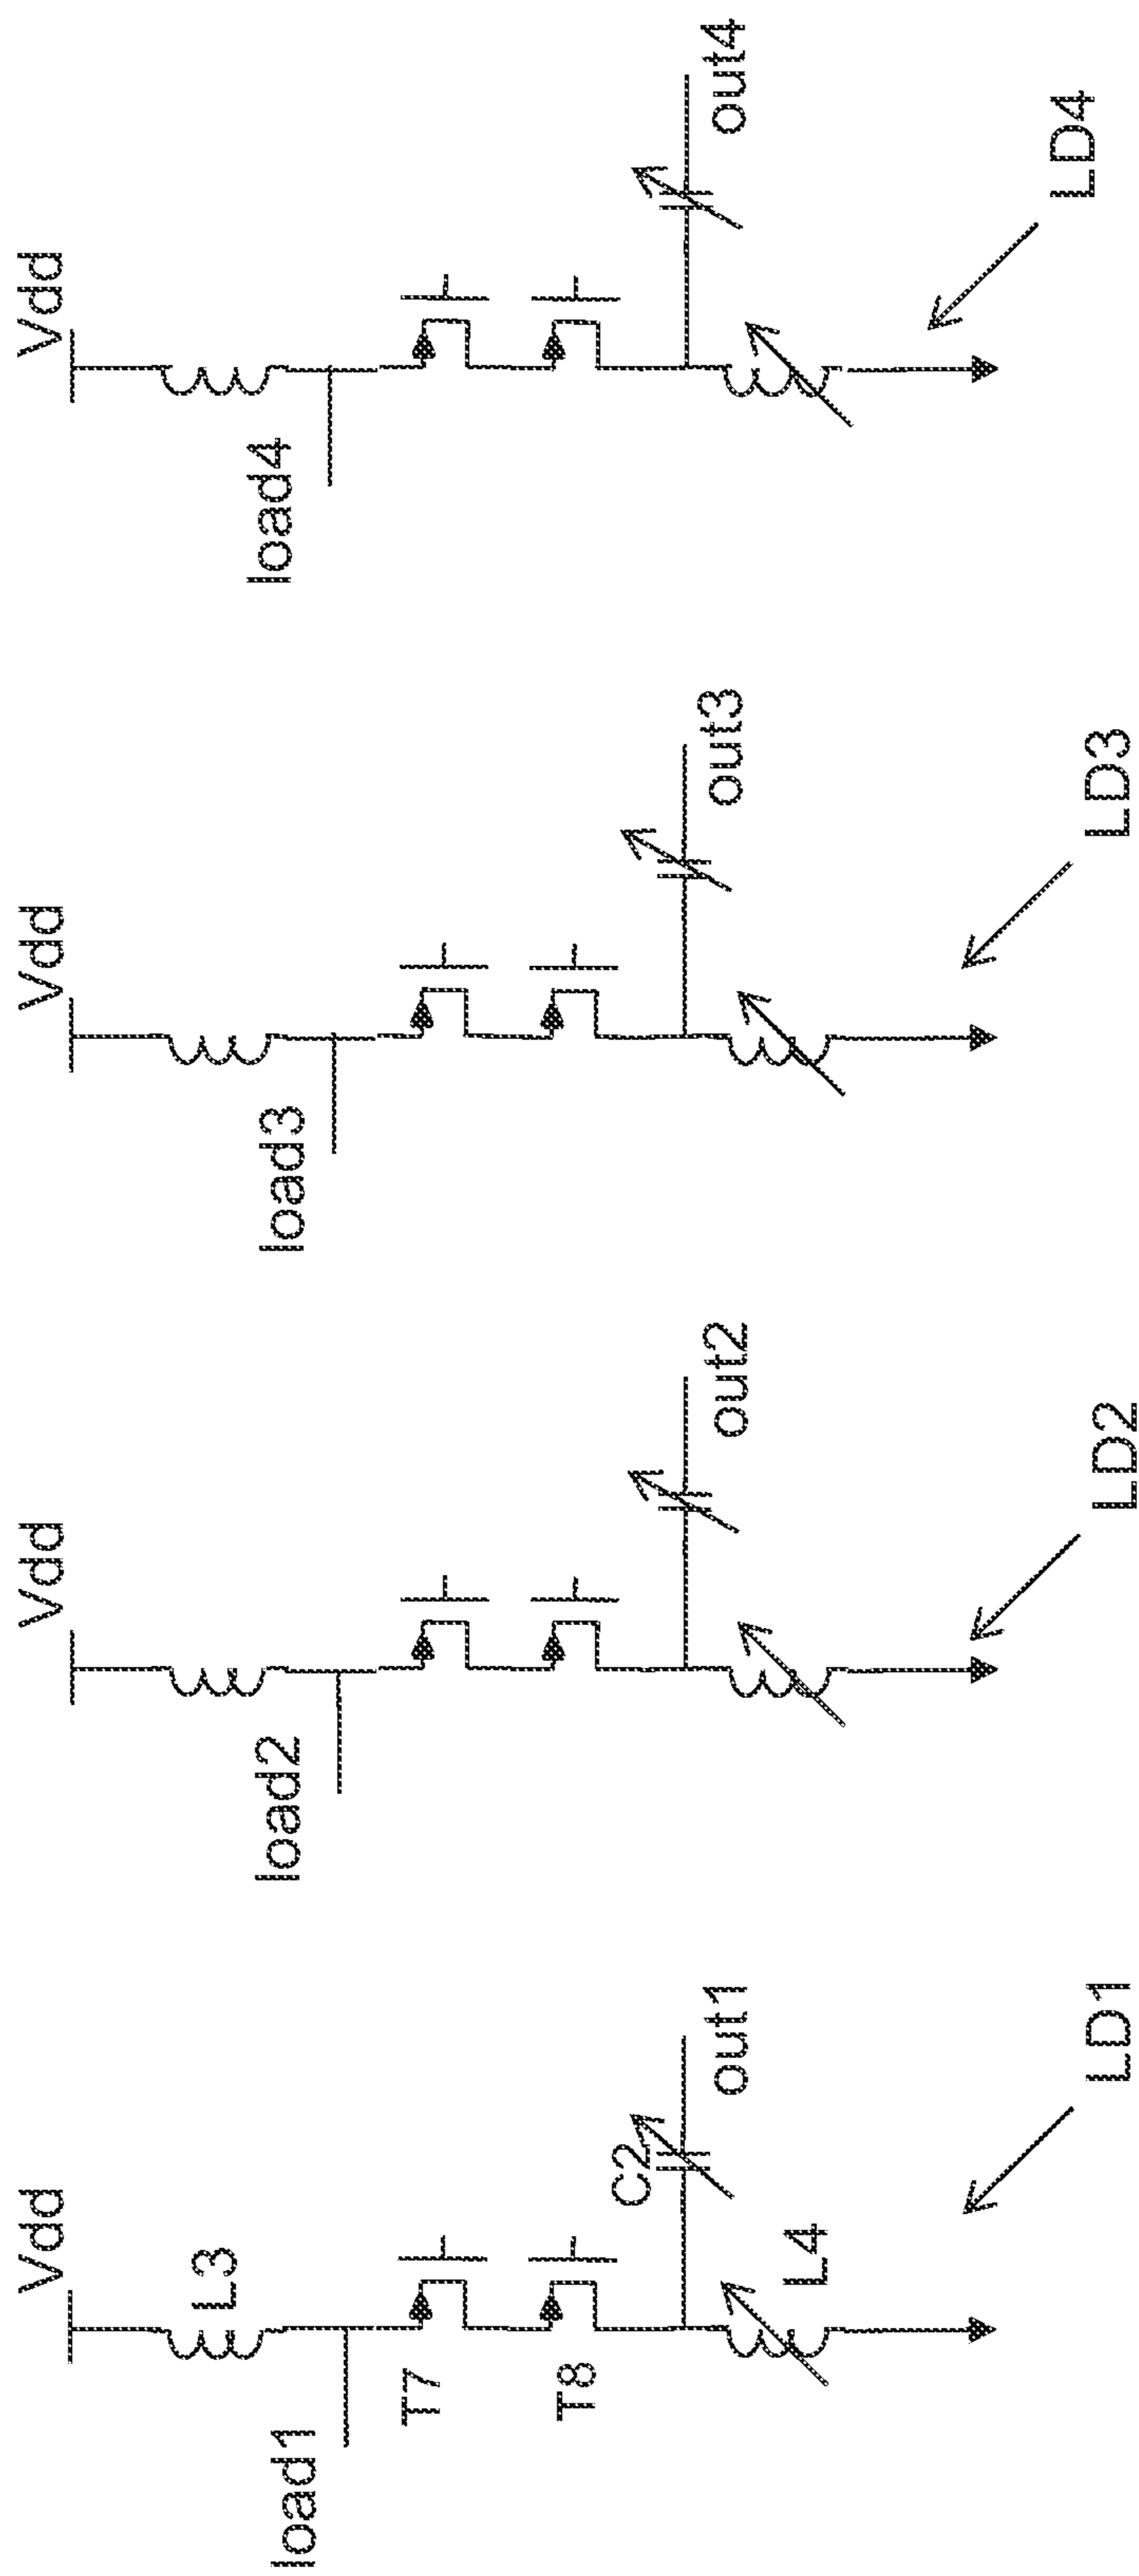 Vdd
L3
load1
T7
T8
C2
out1
L4
LD1
Vdd
load2
out2
LD2
Vdd
load3
out3
LD3
Vdd
load4
out4
LD4